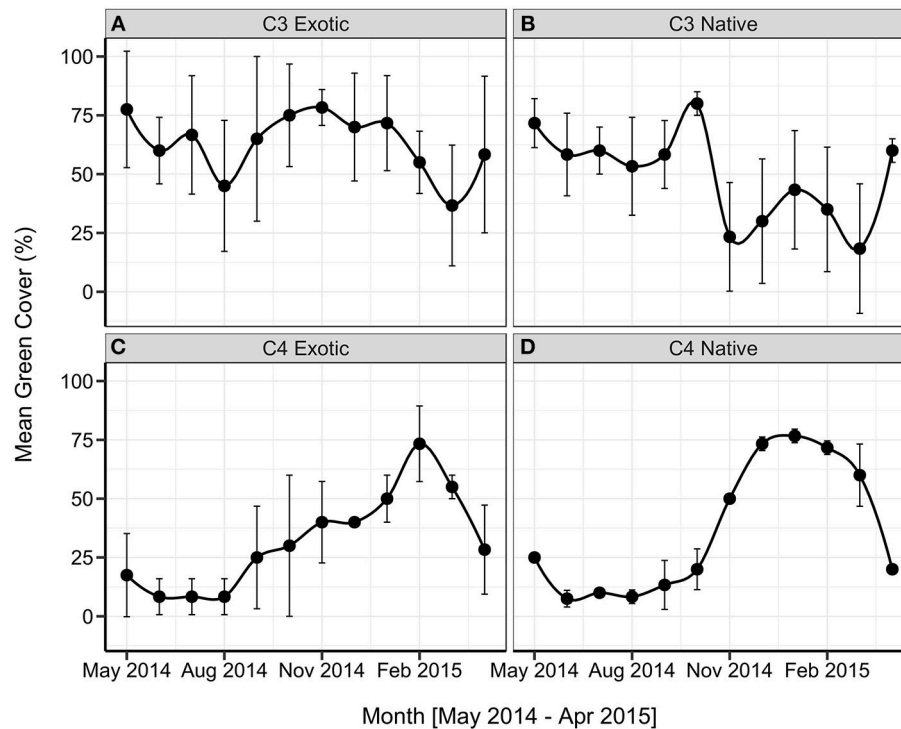 A C3 Exotic
B C3 Native
100
75
50
25
0
Mean Green Cover (%)
C C4 Exotic
D C4 Native
100
75
50
25
0
May 2014 Aug 2014 Nov 2014 Feb 2015
May 2014 Aug 2014 Nov 2014 Feb 2015
Month [May 2014 - Apr 2015]